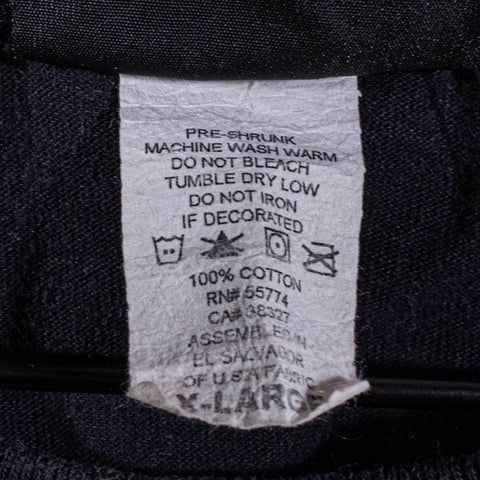 PRE-SHRUNK
MACHINE WASH WARM
DO NOT BLEACH
TUMBLE DRY LOW
DO NOT IRON
IF DECORATED
100% COTTON
RN# 55774
CA# 38327
ASSEMBLED IN
EL SALVADOR
OF U.S.A FABRIC
X-LARGE